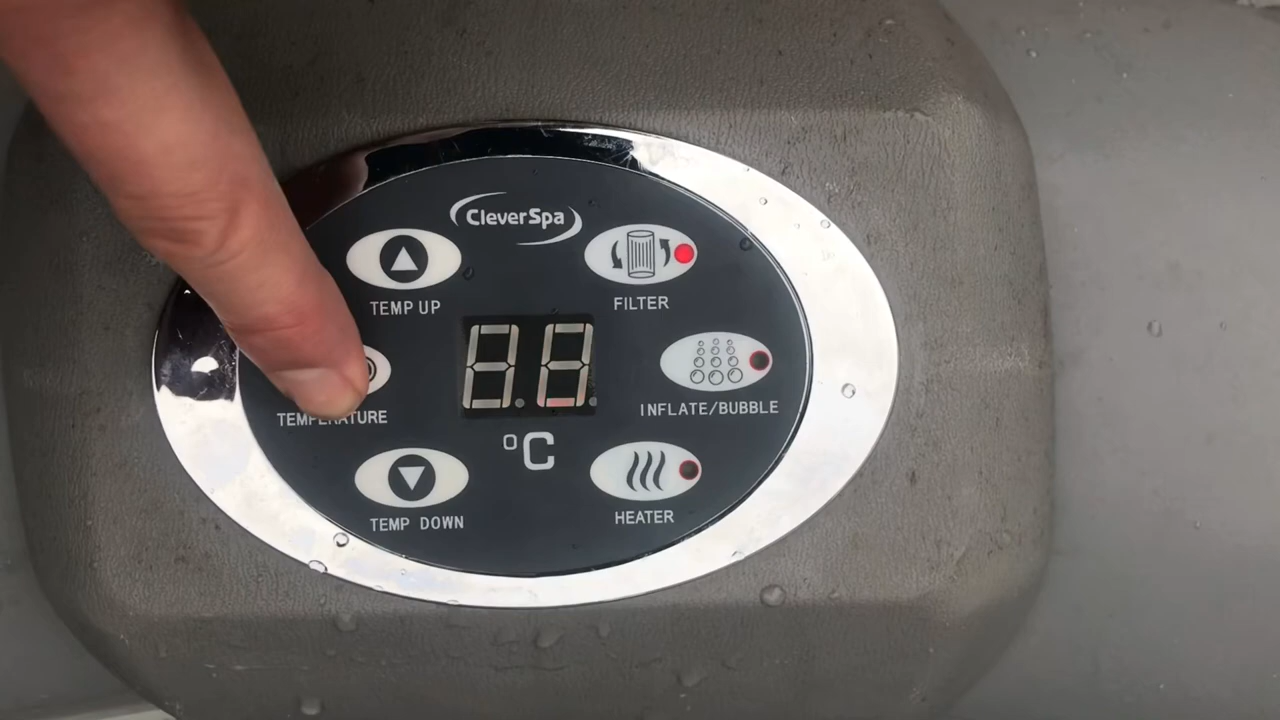 CleverSpa
TEMP UP
FILTER
TEMPERATURE
INFLATE/BUBBLE
°C
TEMP DOWN
HEATER